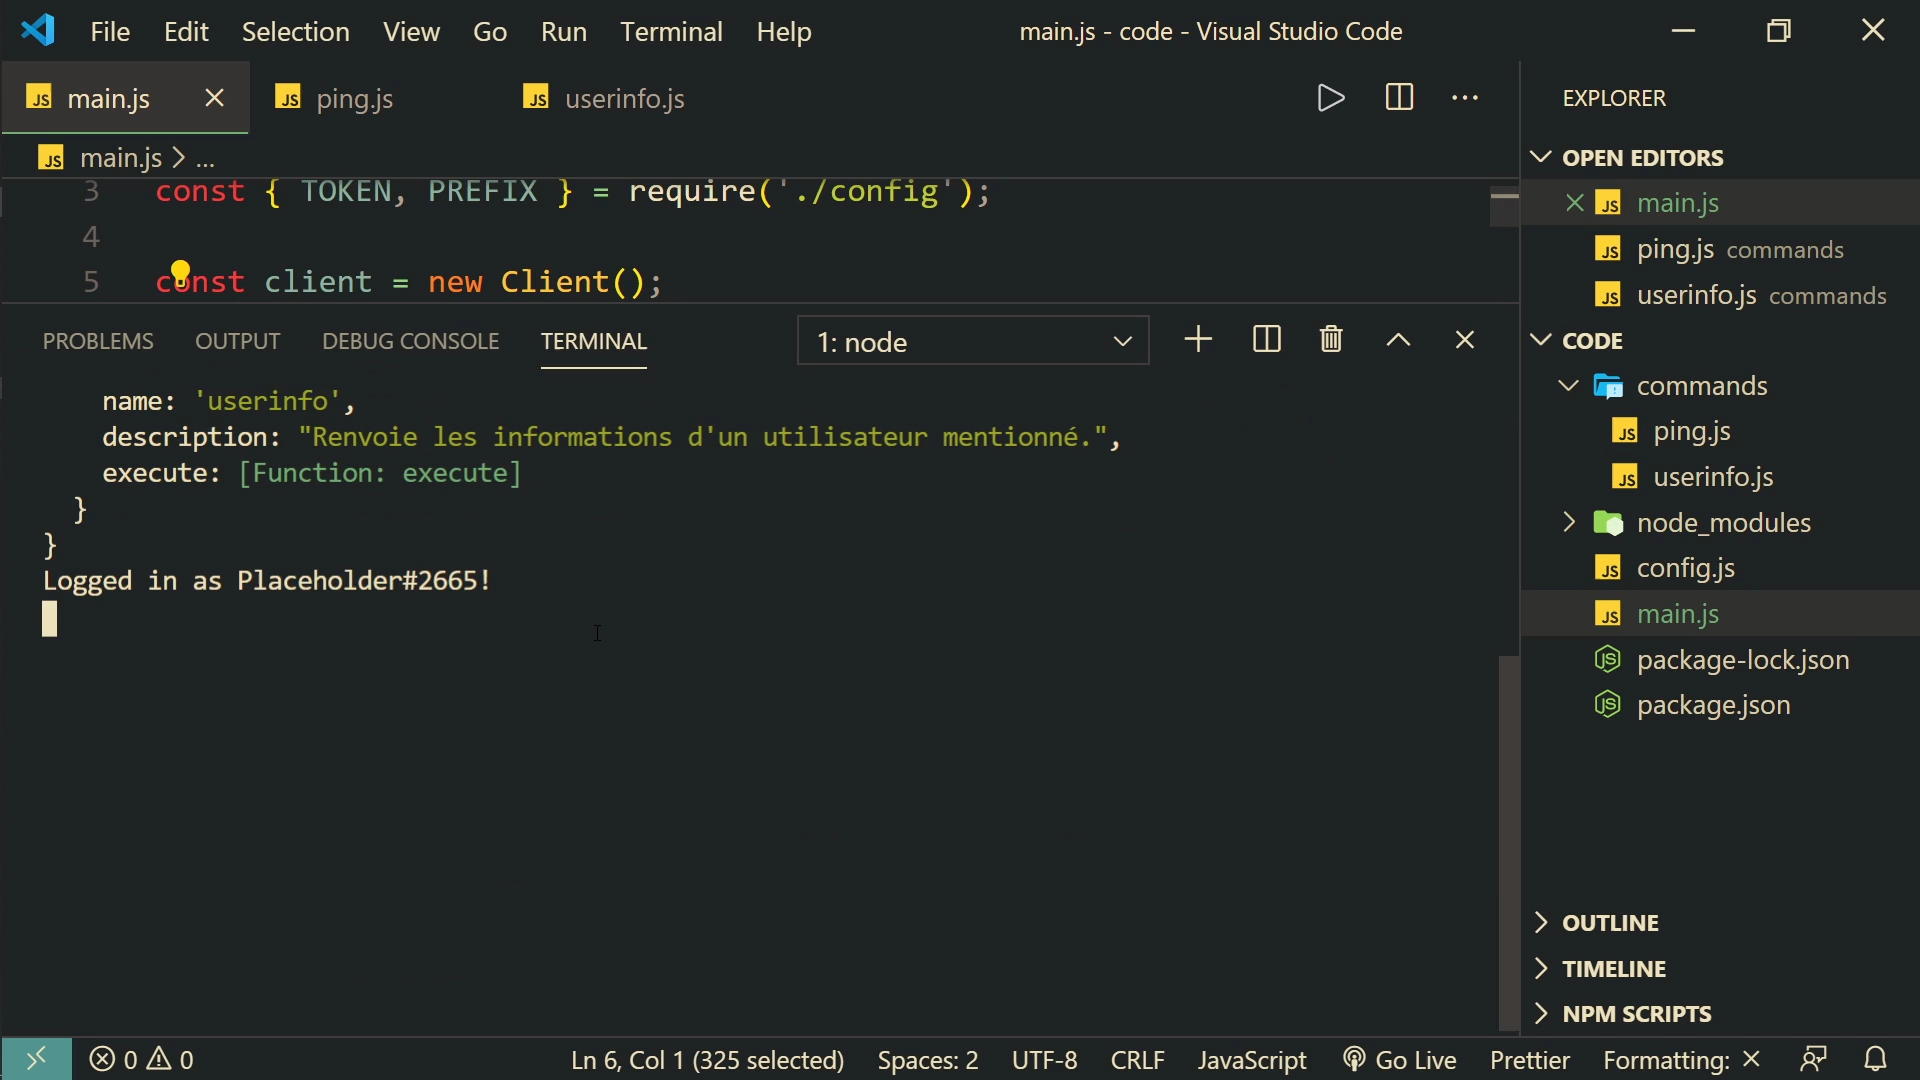 File Edit Selection View Go Run Terminal Help main.js - code - Visual Studio Code
main.js ping.js userinfo.js
main.js > ...
3 const { TOKEN, PREFIX } = require('./config');
4
5 const client = new Client();
PROBLEMS OUTPUT DEBUG CONSOLE TERMINAL 1: node
name: 'userinfo',
description: "Renvoie les informations d'un utilisateur mentionné.",
execute: [Function: execute]
}
}
Logged in as Placeholder#2665!
EXPLORER
OPEN EDITORS
main.js
ping.js commands
userinfo.js commands
CODE
commands
ping.js
userinfo.js
node_modules
config.js
main.js
package-lock.json
package.json
OUTLINE
TIMELINE
NPM SCRIPTS
0 0 Ln 6, Col 1 (325 selected) Spaces: 2 UTF-8 CRLF JavaScript Go Live Prettier Formatting: ×